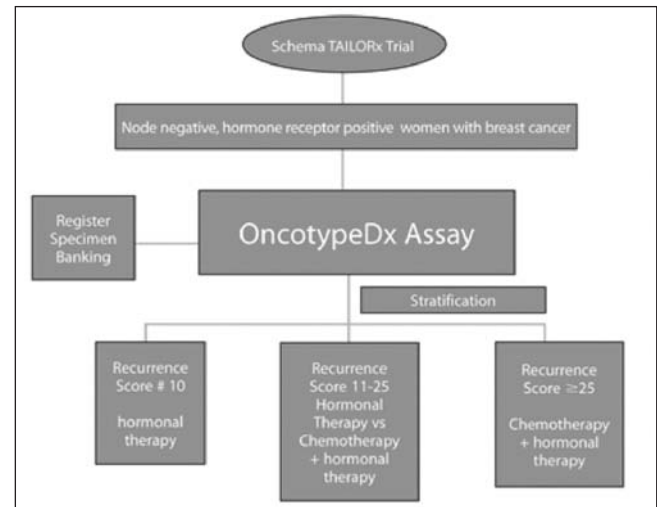 Schema TAILORx Trial
Node negative, hormone receptor positive women with breast cancer
Register
Specimen
Banking
OncotypeDx Assay
Stratification
Recurrence
Score # 10
hormonal
therapy
Recurrence
Score 11-25
Hormonal
Therapy vs
Chemotherapy
+ hormonal
therapy
Recurrence
Score ≥25
Chemotherapy
+ hormonal
therapy